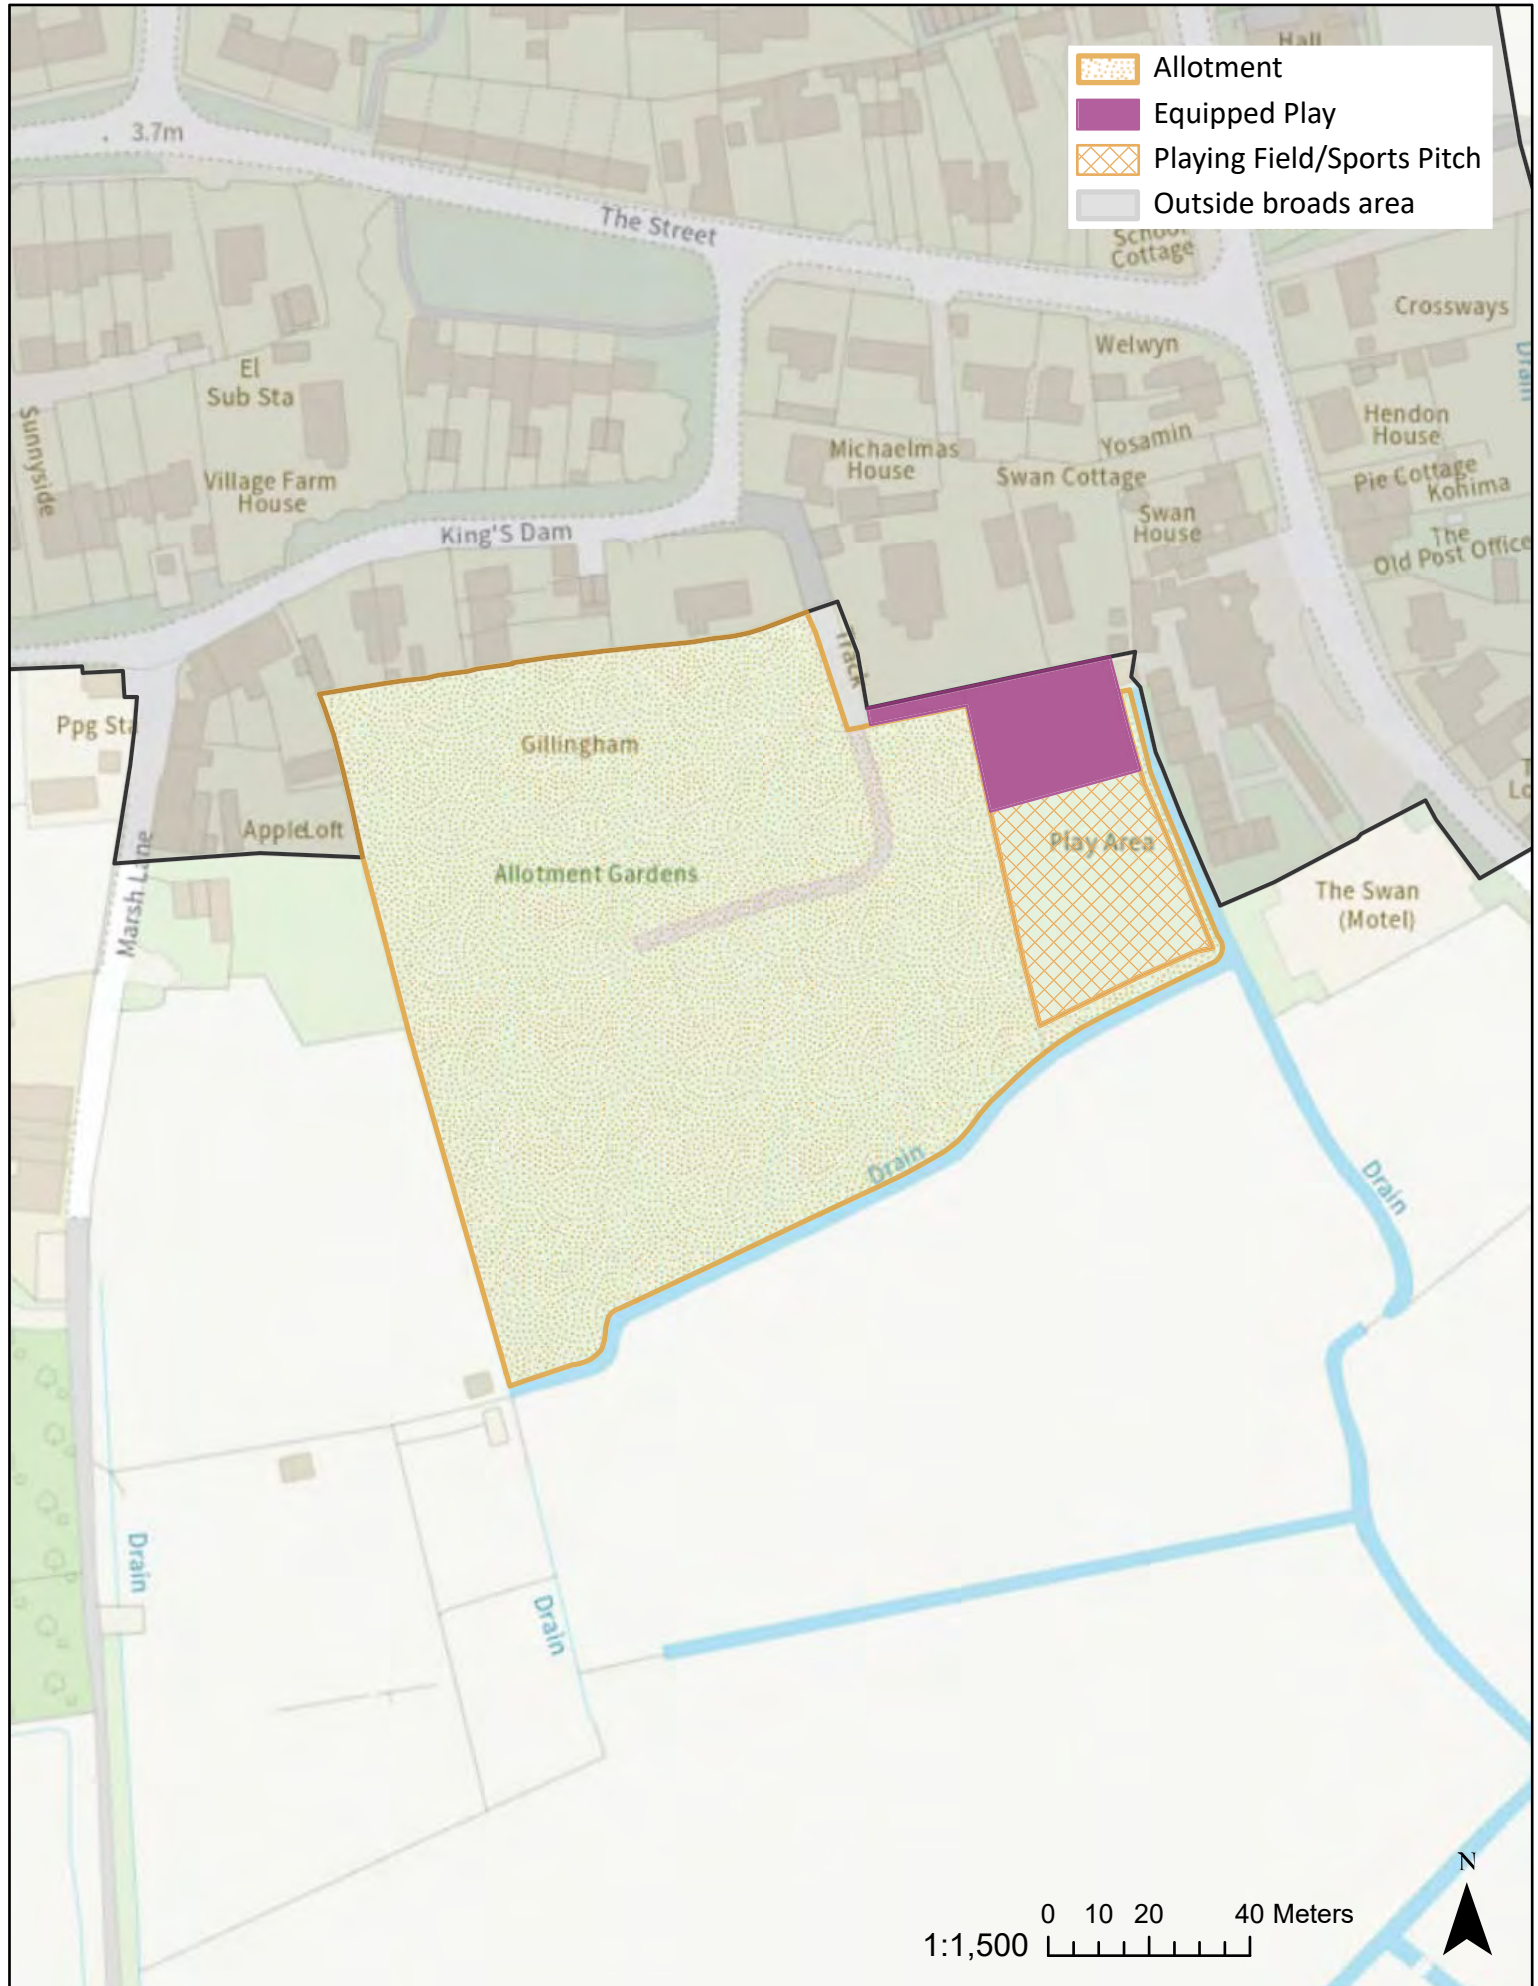 Hall
Allotment
Equipped Play
Playing Field/Sports Pitch
Outside broads area
3.7m
The Street
School
Cottage
Crossways
Drain
Welwyn
El
Sub Sta
Sunnyside
Hendon
House
Michaelmas
House
Yosamin
Swan Cottage
Pie Cottage
Kohima
Village Farm
House
Swan
House
King'S Dam
The
Old Post Office
Track
Ppg Sta
Gillingham
AppleLoft
Play Area
Allotment Gardens
Marsh Lane
The Swan
(Motel)
Drain
Drain
Drain
Drain
N
0 10 20 40 Meters
1:1,500